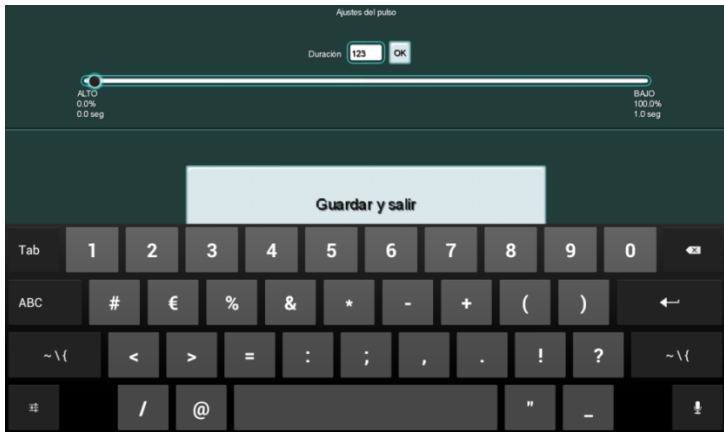 Ajustes del pulso
Duración 123 OK
ALTO BAJO
0.0% 100.0%
0.0 seg 1.0 seg
Guardar y salir
Tab 1 2 3 4 5 6 7 8 9 0
ABC # € % & * - + ( )
~\{ < > = : ; , . ! ? ~\{
/ @ " _